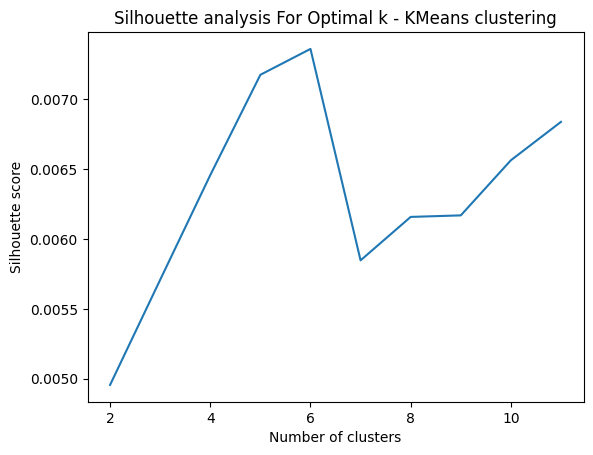 Silhouette analysis For Optimal k - KMeans clustering
0.0070
0.0065
0.0060
0.0055
0.0050
Silhouette score
2 4 6 8 10
Number of clusters